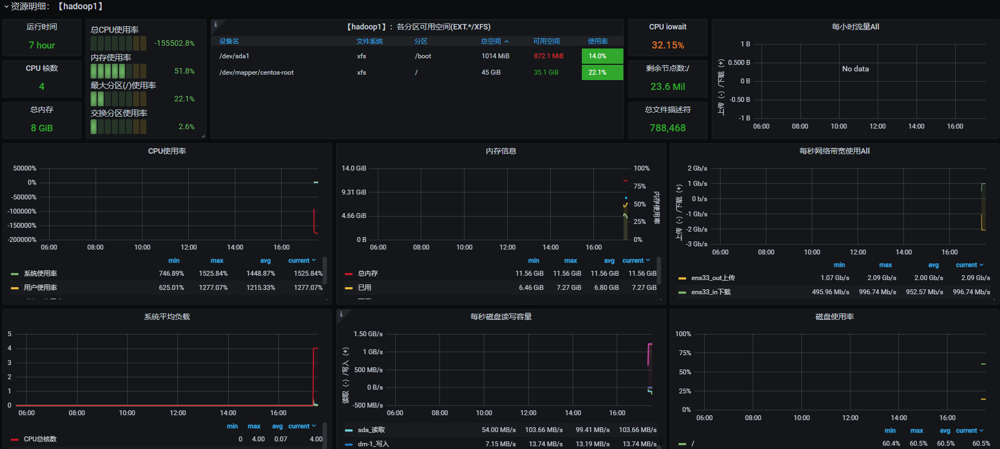 资源明细：【hadoop1】
运行时间
7 hour
CPU 核数
4
总内存
8 GiB
总CPU使用率
-155502.8%
内存使用率
51.8%
最大分区(/)使用率
22.1%
交换分区使用率
2.6%
【hadoop1】：各分区可用空间(EXT.*/XFS)
设备名 文件系统 分区 总空间 可用空间 使用率
/dev/sda1 xfs /boot 1014 MiB 872.1 MiB 14.0%
/dev/mapper/centos-root xfs / 45 GiB 35.1 GiB 22.1%
CPU iowait
32.15%
剩余节点数:/
23.6 Mil
总文件描述符
788,468
每小时流量All
上传（-）/下载（+）
1 B
0.500 B
0 B
-0.50 B
-1 B
No data
06:00 08:00 10:00 12:00 14:00 16:00
CPU使用率
50000%
0%
-50000%
-100000%
-150000%
-200000%
06:00 08:00 10:00 12:00 14:00 16:00
min max avg current
系统使用率 746.89% 1525.84% 1448.87% 1525.84%
用户使用率 625.01% 1277.07% 1215.33% 1277.07%
内存信息
14.0 GiB
9.31 GiB
4.66 GiB
0 B
100%
75%
50%
25%
0%
内存使用率
06:00 08:00 10:00 12:00 14:00 16:00
min max avg current
总内存 11.56 GiB 11.56 GiB 11.56 GiB 11.56 GiB
已用 6.46 GiB 7.27 GiB 6.80 GiB 7.27 GiB
每秒网络带宽使用All
上传（-）/下载（+）
2 Gb/s
1 Gb/s
0 b/s
-1 Gb/s
-2 Gb/s
-3 Gb/s
06:00 08:00 10:00 12:00 14:00 16:00
min max avg current
ens33_out上传 1.07 Gb/s 2.09 Gb/s 2.00 Gb/s 2.09 Gb/s
ens33_in下载 495.96 Mb/s 996.74 Mb/s 952.57 Mb/s 996.74 Mb/s
系统平均负载
5
4
3
2
1
0
06:00 08:00 10:00 12:00 14:00 16:00
min max avg current
CPU总核数 0 4.00 0.07 4.00
每秒磁盘读写容量
读取（-）/写入（+）
1.50 GB/s
1 GB/s
500 MB/s
0 B/s
-500 MB/s
06:00 08:00 10:00 12:00 14:00 16:00
sda_读取 54.00 MB/s 103.66 MB/s 99.41 MB/s 103.66 MB/s
dm-1_写入 7.15 MB/s 13.74 MB/s 13.19 MB/s 13.74 MB/s
磁盘使用率
100%
75%
50%
25%
0%
06:00 08:00 10:00 12:00 14:00 16:00
min max avg current
/ 60.4% 60.5% 60.5% 60.5%